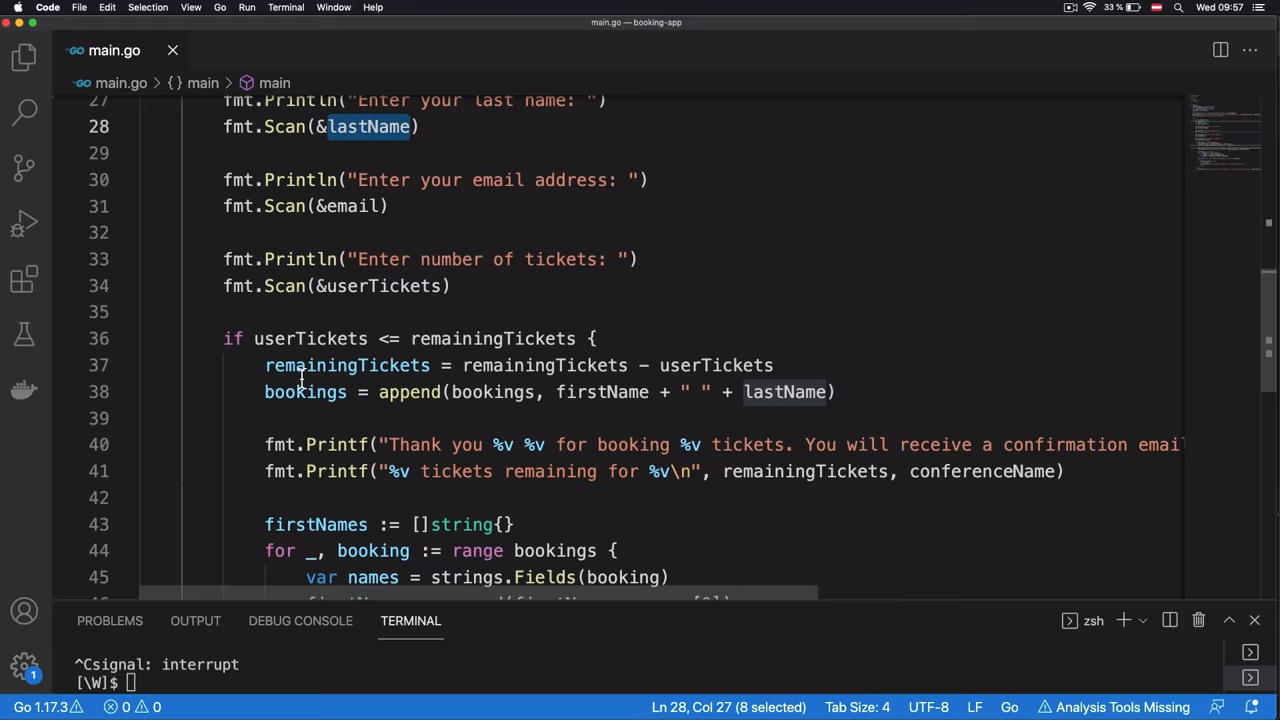 Code File Edit Selection View Go Run Terminal Window Help 33 % Wed 09:57
main.go — booking-app
main.go
main.go > {} main > main
27 fmt.Println("Enter your last name: ")
28 fmt.Scan(&lastName)
29
30 fmt.Println("Enter your email address: ")
31 fmt.Scan(&email)
32
33 fmt.Println("Enter number of tickets: ")
34 fmt.Scan(&userTickets)
35
36 if userTickets <= remainingTickets {
37 remainingTickets = remainingTickets - userTickets
38 bookings = append(bookings, firstName + " " + lastName)
39
40 fmt.Printf("Thank you %v %v for booking %v tickets. You will receive a confirmation email
41 fmt.Printf("%v tickets remaining for %v\n", remainingTickets, conferenceName)
42
43 firstNames := []string{}
44 for _, booking := range bookings {
45 var names = strings.Fields(booking)
PROBLEMS OUTPUT DEBUG CONSOLE TERMINAL zsh
^Csignal: interrupt
[\W]$
1
Go 1.17.3 0 0 Ln 28, Col 27 (8 selected) Tab Size: 4 UTF-8 LF Go Analysis Tools Missing